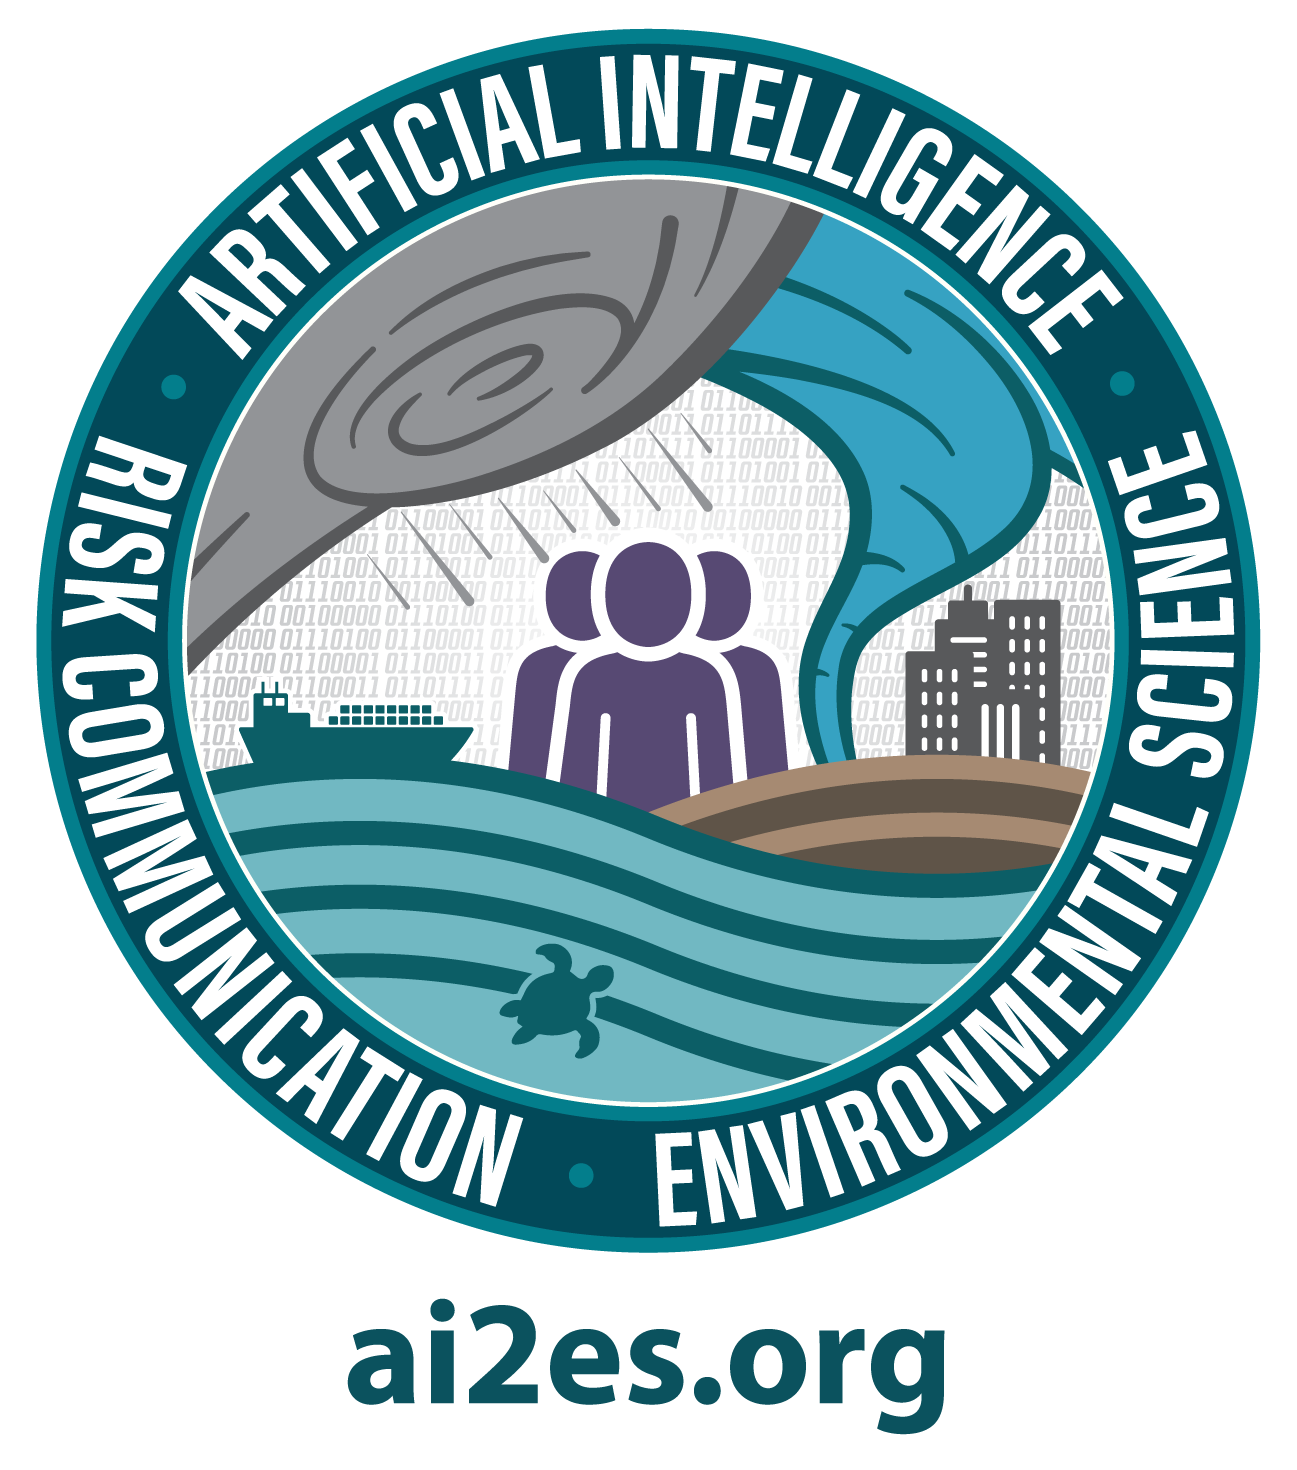 ARTIFICIAL INTELLIGENCE
ENVIRONMENTAL SCIENCE
RISK COMMUNICATION
ai2es.org